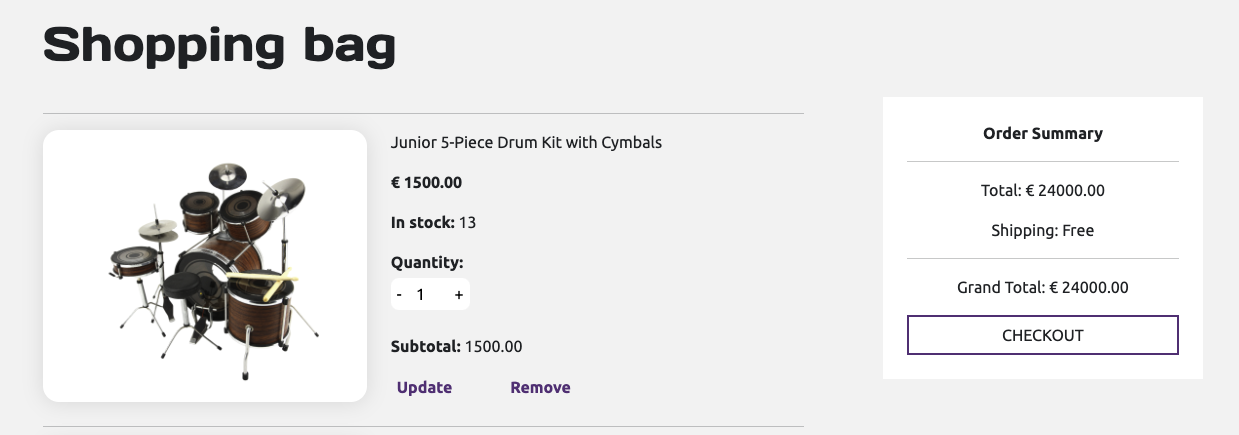 Shopping bag
Junior 5-Piece Drum Kit with Cymbals
€ 1500.00
In stock: 13
Quantity:
- 1 +
Subtotal: 1500.00
Update Remove
Order Summary
Total: € 24000.00
Shipping: Free
Grand Total: € 24000.00
CHECKOUT